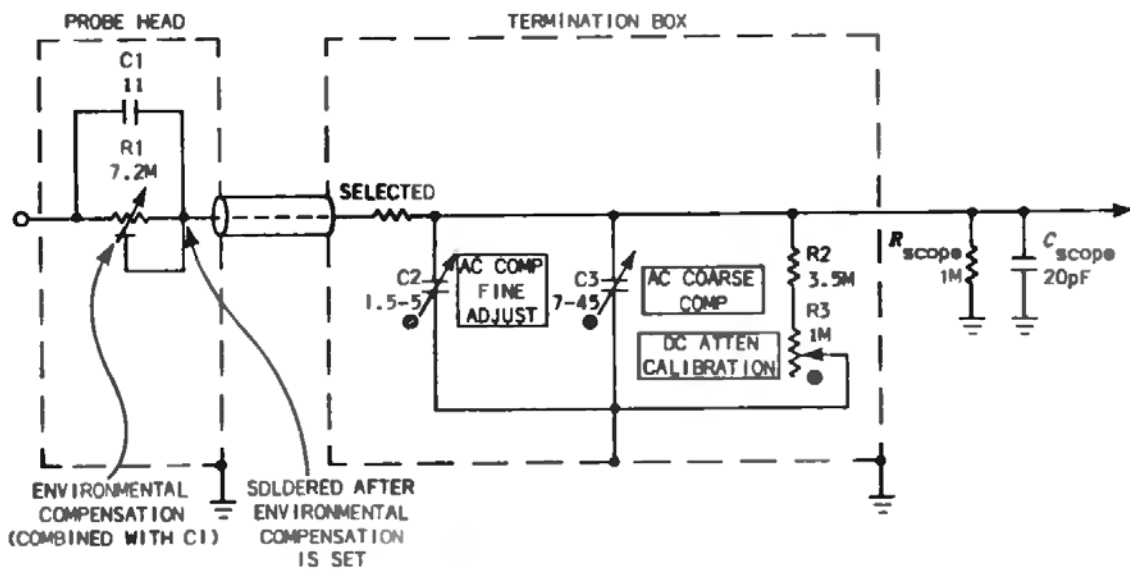 PROBE HEAD
TERMINATION BOX
C1
11
R1
7.2M
SELECTED
C2
1.5-5
AC COMP
FINE
ADJUST
C3
7-45
AC COARSE
COMP
R2
3.5M
R3
1M
DC ATTEN
CALIBRATION
Rscope
1M
Cscope
20pF
ENVIRONMENTAL
COMPENSATION
(COMBINED WITH C1)
SOLDERED AFTER
ENVIRONMENTAL
COMPENSATION
IS SET